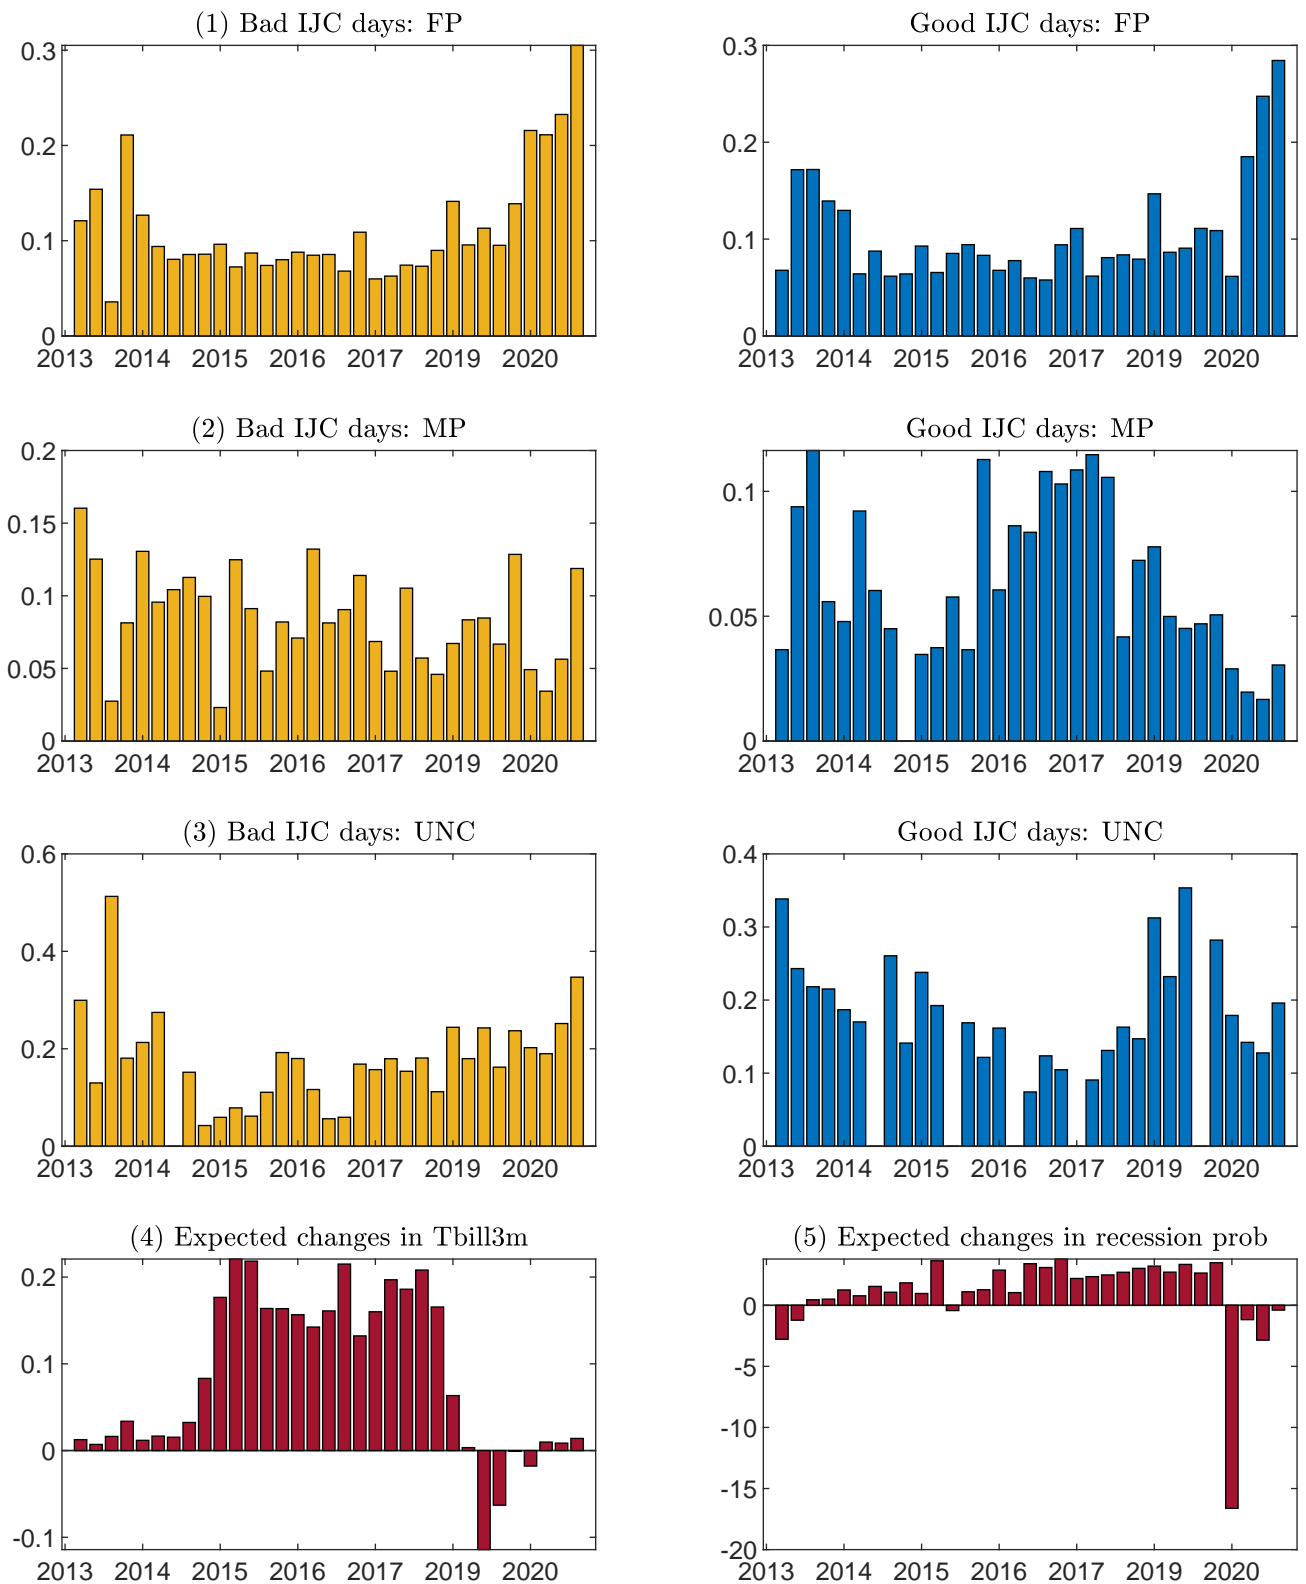 (1) Bad IJC days: FP
0.3
0.2
0.1
0
2013 2014 2015 2016 2017 2019 2020
Good IJC days: FP
0.3
0.2
0.1
0
2013 2014 2015 2016 2017 2019 2020
(2) Bad IJC days: MP
0.2
0.15
0.1
0.05
0
2013 2014 2015 2016 2017 2019 2020
Good IJC days: MP
0.1
0.05
0
2013 2014 2015 2016 2017 2019 2020
(3) Bad IJC days: UNC
0.6
0.4
0.2
0
2013 2014 2015 2016 2017 2019 2020
Good IJC days: UNC
0.4
0.3
0.2
0.1
0
2013 2014 2015 2016 2017 2019 2020
(4) Expected changes in Tbill3m
0.2
0.1
0
-0.1
2013 2014 2015 2016 2017 2019 2020
(5) Expected changes in recession prob
0
-5
-10
-15
-20
2013 2014 2015 2016 2017 2019 2020